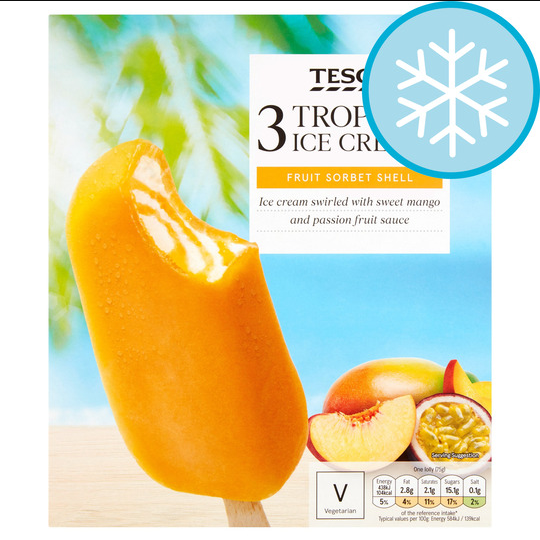 TESC
3 TROP
ICE CRE
FRUIT SORBET SHELL
Ice cream swirled with sweet mango
and passion fruit sauce
Serving Suggestion
One lolly (75g)
Energy Fat Saturates Sugars Salt
438kJ 2.8g 2.1g 15.1g 0.1g
104kcal
5% 4% 11% 17% 2%
of the reference intake*
Typical values per 100g: Energy 584kJ / 139kcal
V
Vegetarian